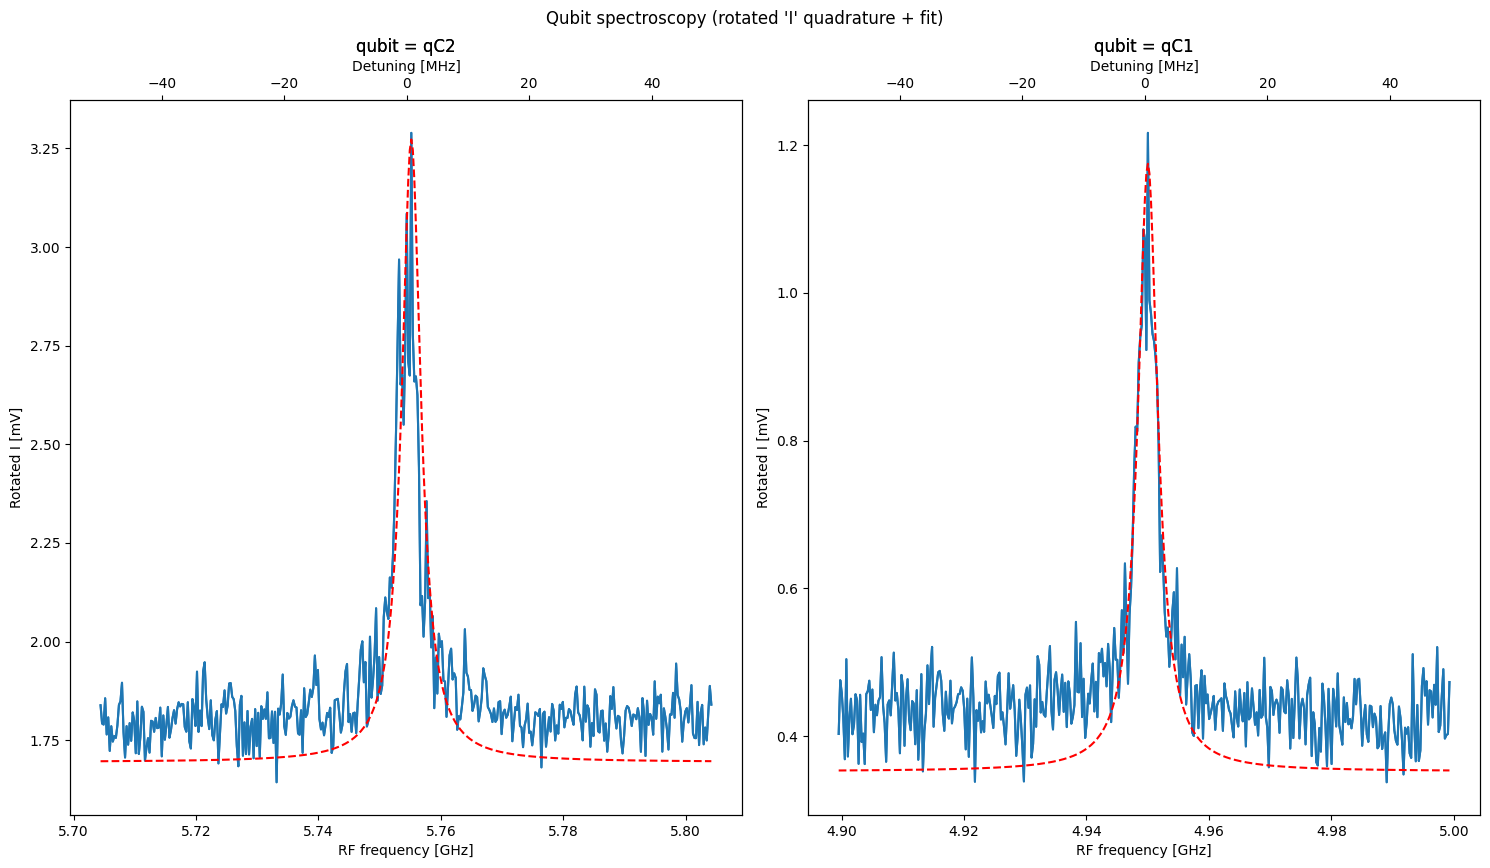 Qubit spectroscopy (rotated 'I' quadrature + fit)
qubit = qC2
Detuning [MHz]
−40 −20 0 20 40
3.25
3.00
2.75
2.50
2.25
2.00
1.75
Rotated I [mV]
5.70 5.72 5.74 5.76 5.78 5.80
RF frequency [GHz]
qubit = qC1
Detuning [MHz]
−40 −20 0 20 40
1.2
1.0
0.8
0.6
0.4
Rotated I [mV]
4.90 4.92 4.94 4.96 4.98 5.00
RF frequency [GHz]